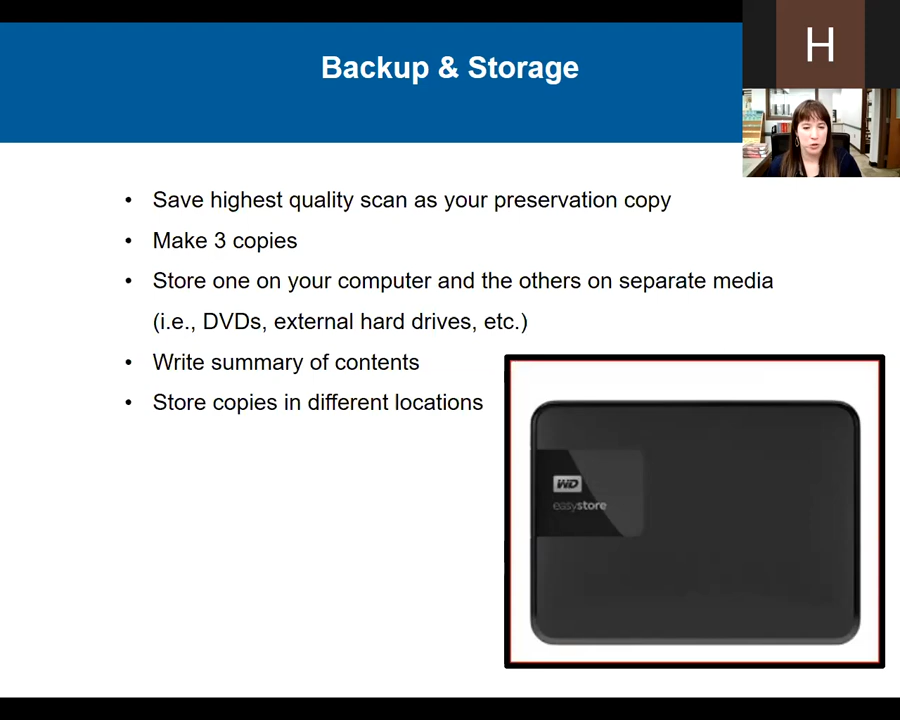 Backup & Storage
H
• Save highest quality scan as your preservation copy
• Make 3 copies
• Store one on your computer and the others on separate media
(i.e., DVDs, external hard drives, etc.)
• Write summary of contents
• Store copies in different locations
WD
easystore